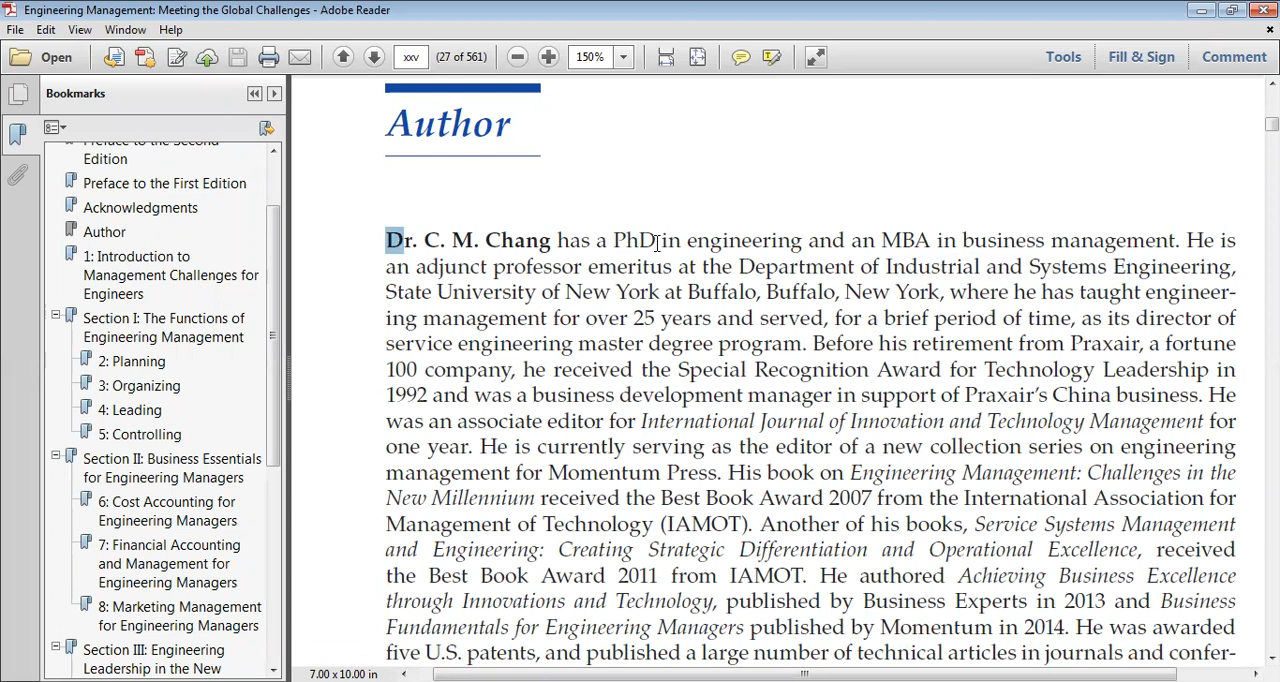 Engineering Management: Meeting the Global Challenges - Adobe Reader
File Edit View Window Help
Open
xxv
(27 of 561)
150%
Tools
Fill & Sign
Comment
Bookmarks
Preface to the Second
Edition
Preface to the First Edition
Acknowledgments
Author
1: Introduction to
Management Challenges for
Engineers
Section I: The Functions of
Engineering Management
2: Planning
3: Organizing
4: Leading
5: Controlling
Section II: Business Essentials
for Engineering Managers
6: Cost Accounting for
Engineering Managers
7: Financial Accounting
and Management for
Engineering Managers
8: Marketing Management
for Engineering Managers
Section III: Engineering
Leadership in the New
Author
Dr. C. M. Chang has a PhD in engineering and an MBA in business management. He is
an adjunct professor emeritus at the Department of Industrial and Systems Engineering,
State University of New York at Buffalo, Buffalo, New York, where he has taught engineer-
ing management for over 25 years and served, for a brief period of time, as its director of
service engineering master degree program. Before his retirement from Praxair, a fortune
100 company, he received the Special Recognition Award for Technology Leadership in
1992 and was a business development manager in support of Praxair's China business. He
was an associate editor for International Journal of Innovation and Technology Management for
one year. He is currently serving as the editor of a new collection series on engineering
management for Momentum Press. His book on Engineering Management: Challenges in the
New Millennium received the Best Book Award 2007 from the International Association for
Management of Technology (IAMOT). Another of his books, Service Systems Management
and Engineering: Creating Strategic Differentiation and Operational Excellence, received
the Best Book Award 2011 from IAMOT. He authored Achieving Business Excellence
through Innovations and Technology, published by Business Experts in 2013 and Business
Fundamentals for Engineering Managers published by Momentum in 2014. He was awarded
five U.S. patents, and published a large number of technical articles in journals and confer-
7.00 x 10.00 in